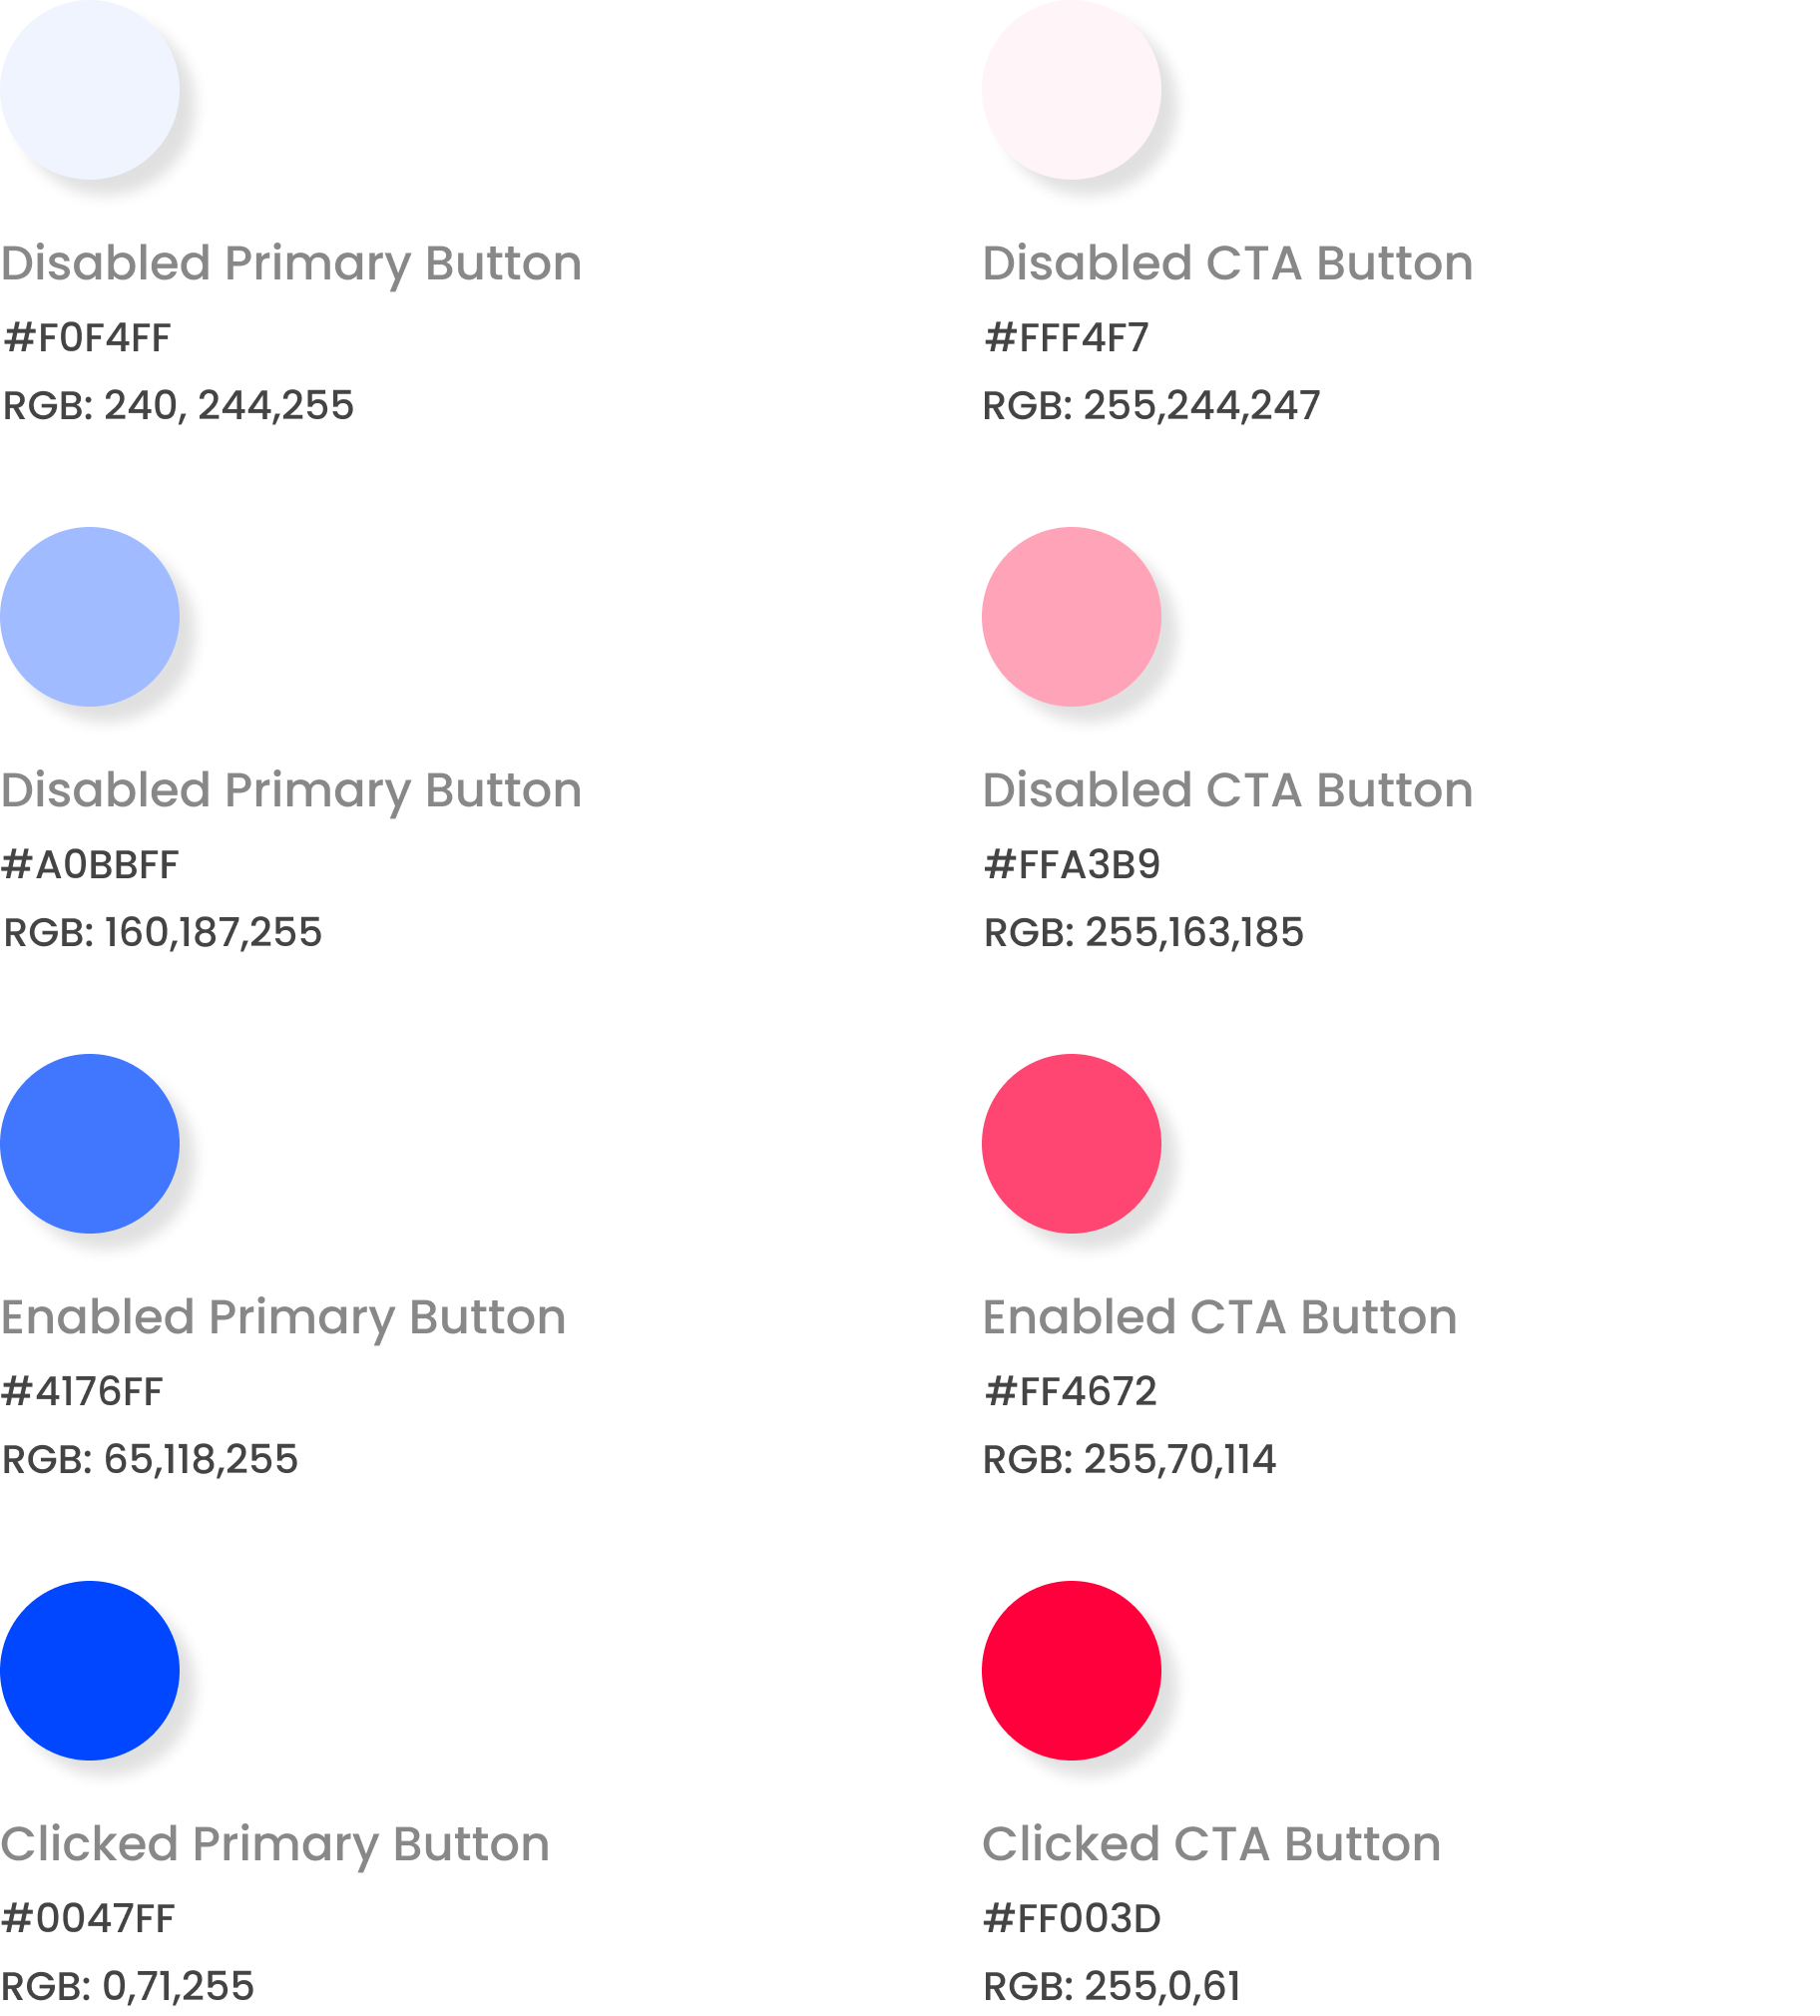 Disabled Primary Button
#F0F4FF
RGB: 240, 244,255
Disabled CTA Button
#FFF4F7
RGB: 255,244,247
Disabled Primary Button
#A0BBFF
RGB: 160,187,255
Disabled CTA Button
#FFA3B9
RGB: 255,163,185
Enabled Primary Button
#4176FF
RGB: 65,118,255
Enabled CTA Button
#FF4672
RGB: 255,70,114
Clicked Primary Button
#0047FF
RGB: 0,71,255
Clicked CTA Button
#FF003D
RGB: 255,0,61